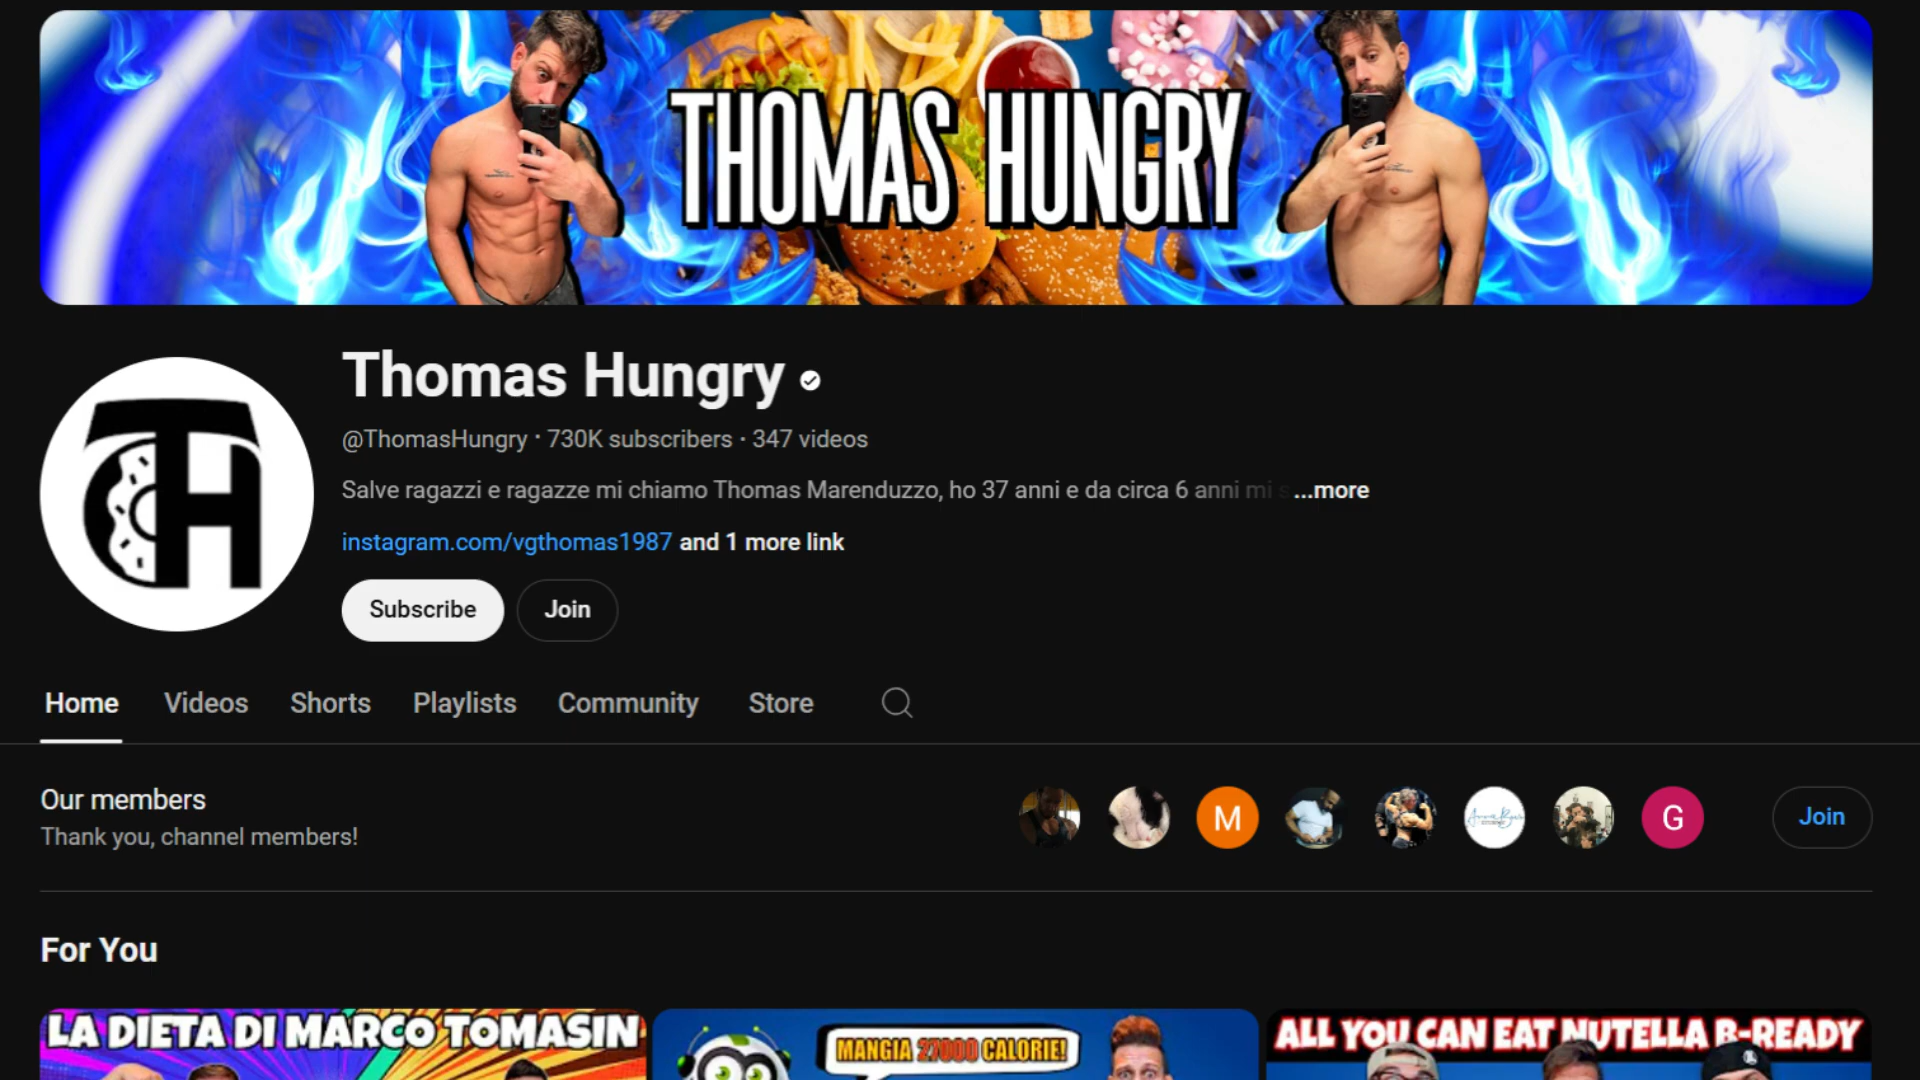 THOMAS HUNGRY
TH
Thomas Hungry
@ThomasHungry · 730K subscribers · 347 videos
Salve ragazzi e ragazze mi chiamo Thomas Marenduzzo, ho 37 anni e da circa 6 anni mi s ...more
instagram.com/vgthomas1987 and 1 more link
Subscribe Join
Home Videos Shorts Playlists Community Store
Our members
Thank you, channel members!
M G Join
For You
LA DIETA DI MARCO TOMASIN
MANGIA 27000 CALORIE!
ALL YOU CAN EAT NUTELLA B-READY